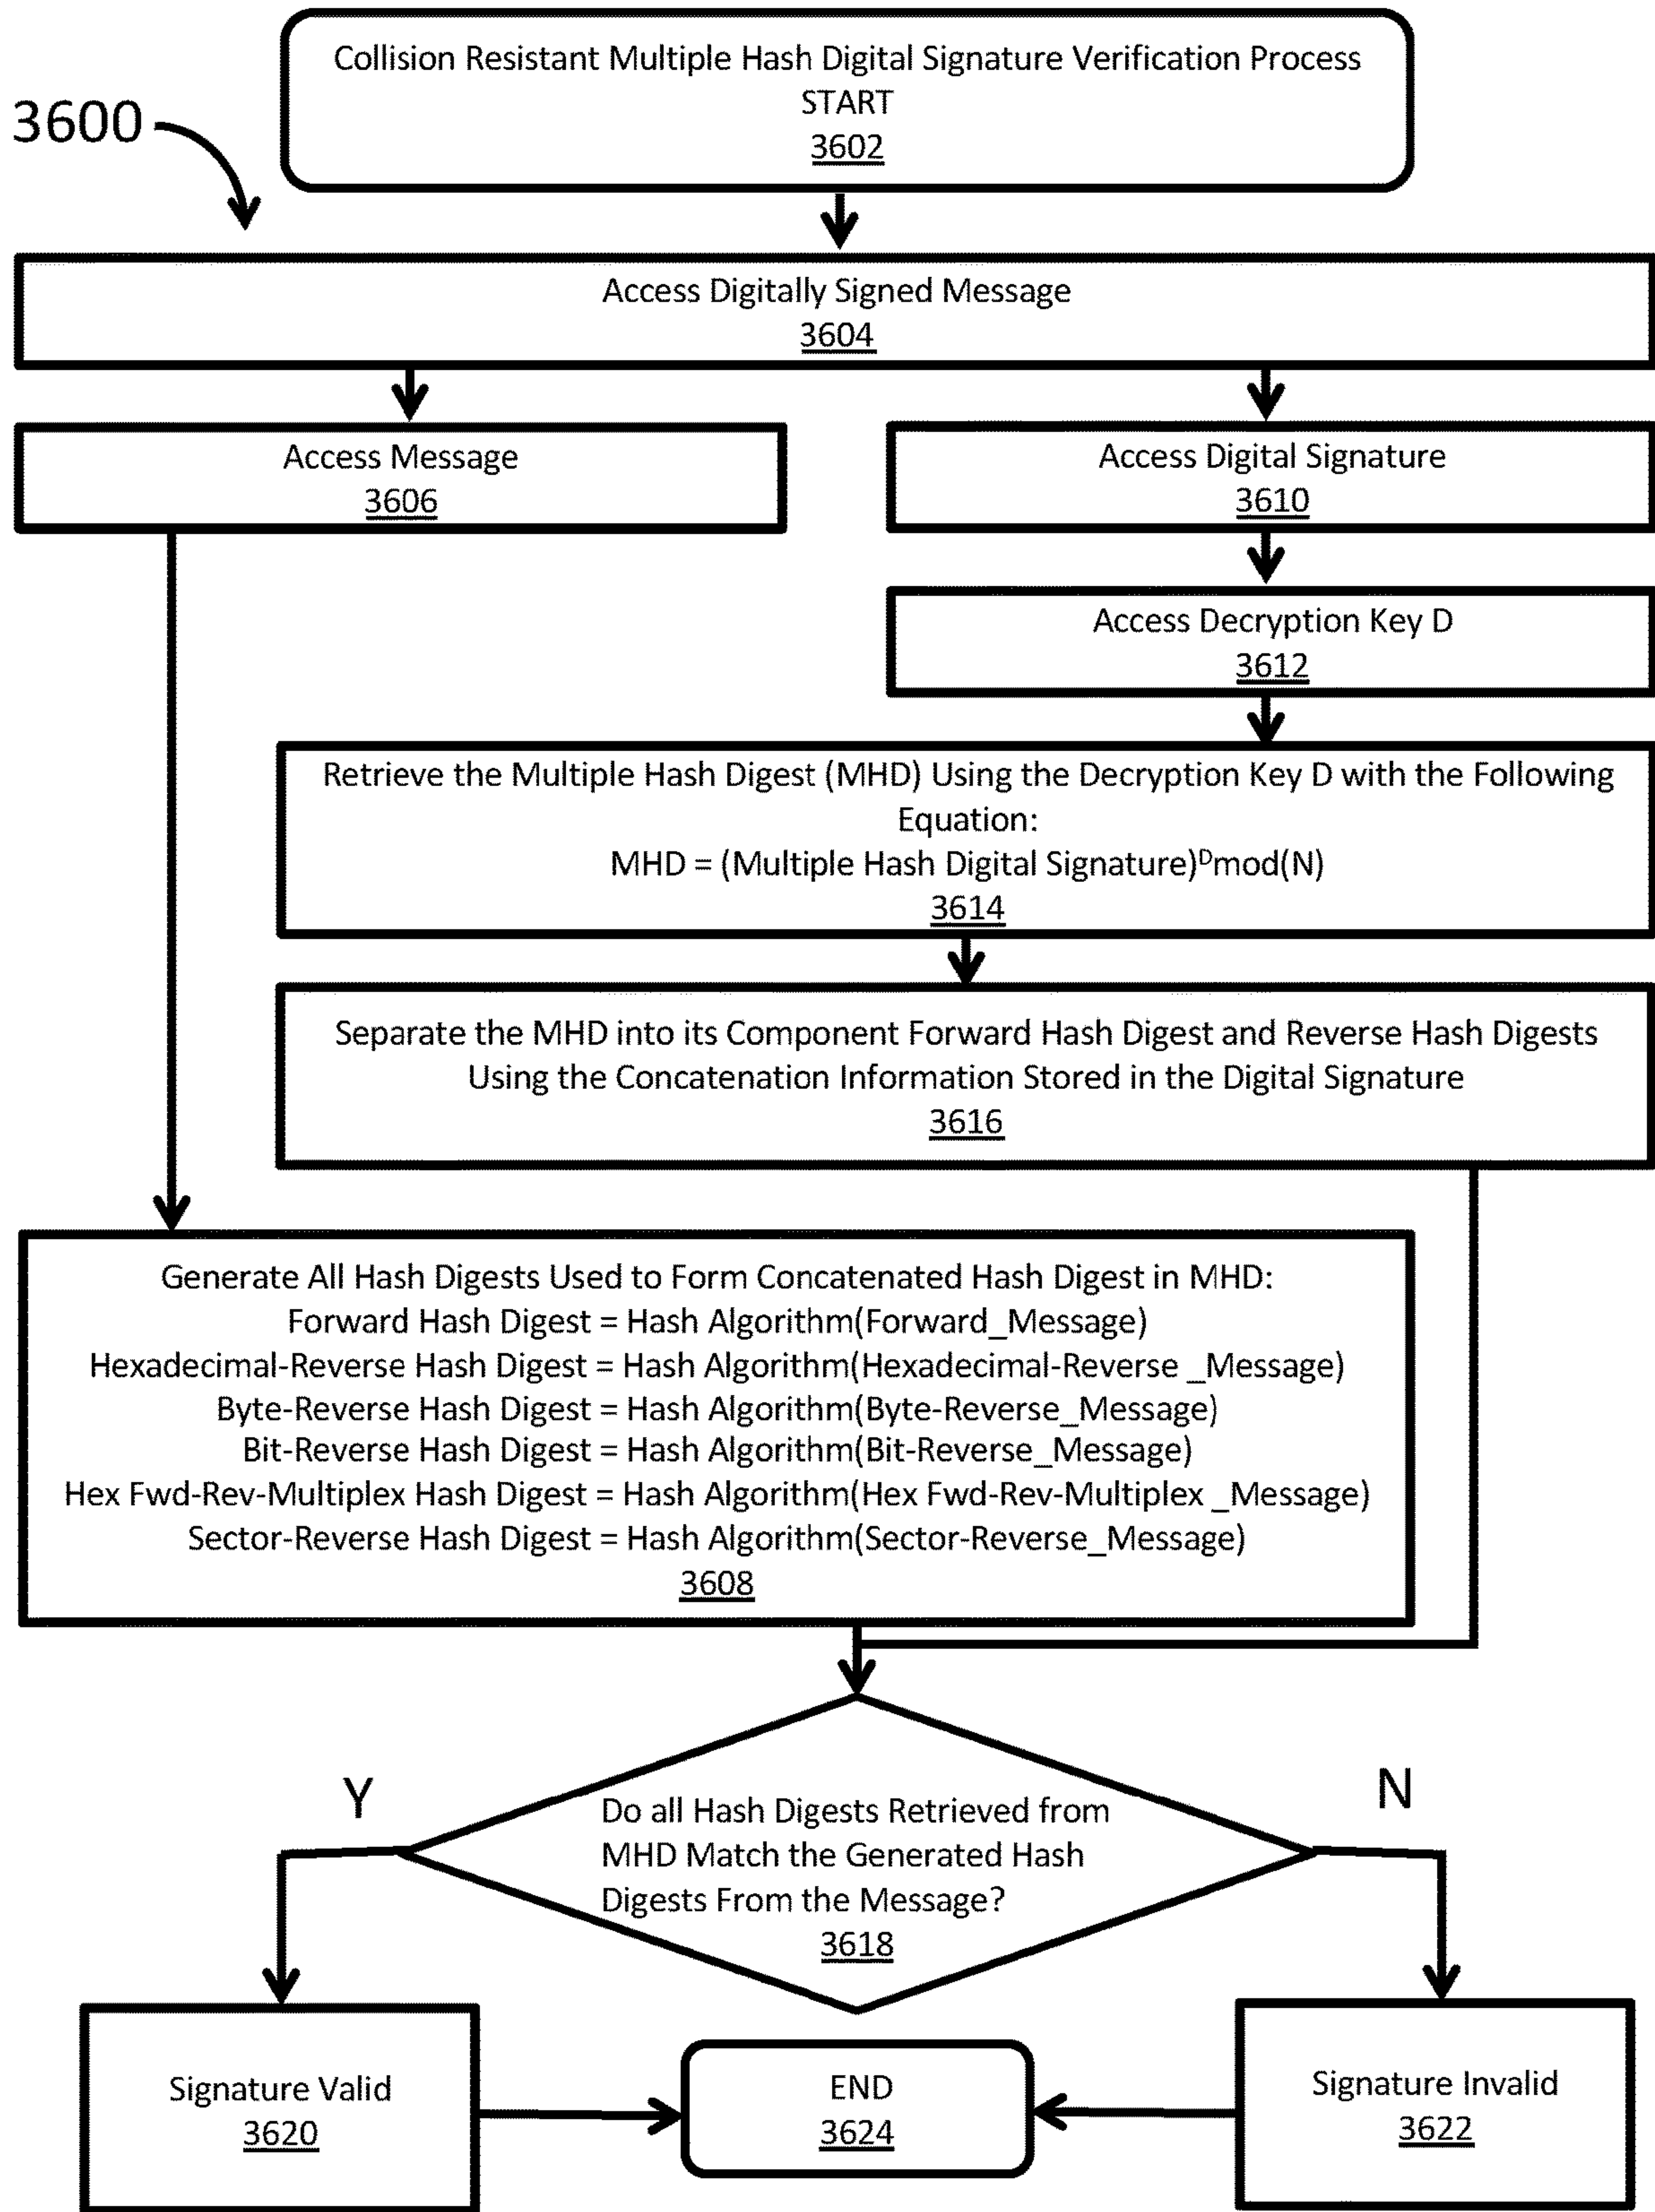 Collision Resistant Multiple Hash Digital Signature Verification Process
START
3602
3600
Access Digitally Signed Message
3604
Access Message
3606
Access Digital Signature
3610
Access Decryption Key D
3612
Retrieve the Multiple Hash Digest (MHD) Using the Decryption Key D with the Following
Equation:
MHD = (Multiple Hash Digital Signature)ᴰmod(N)
3614
Separate the MHD into its Component Forward Hash Digest and Reverse Hash Digests
Using the Concatenation Information Stored in the Digital Signature
3616
Generate All Hash Digests Used to Form Concatenated Hash Digest in MHD:
Forward Hash Digest = Hash Algorithm(Forward_Message)
Hexadecimal-Reverse Hash Digest = Hash Algorithm(Hexadecimal-Reverse _Message)
Byte-Reverse Hash Digest = Hash Algorithm(Byte-Reverse_Message)
Bit-Reverse Hash Digest = Hash Algorithm(Bit-Reverse_Message)
Hex Fwd-Rev-Multiplex Hash Digest = Hash Algorithm(Hex Fwd-Rev-Multiplex _Message)
Sector-Reverse Hash Digest = Hash Algorithm(Sector-Reverse_Message)
3608
Y
N
Do all Hash Digests Retrieved from
MHD Match the Generated Hash
Digests From the Message?
3618
Signature Valid
3620
END
3624
Signature Invalid
3622